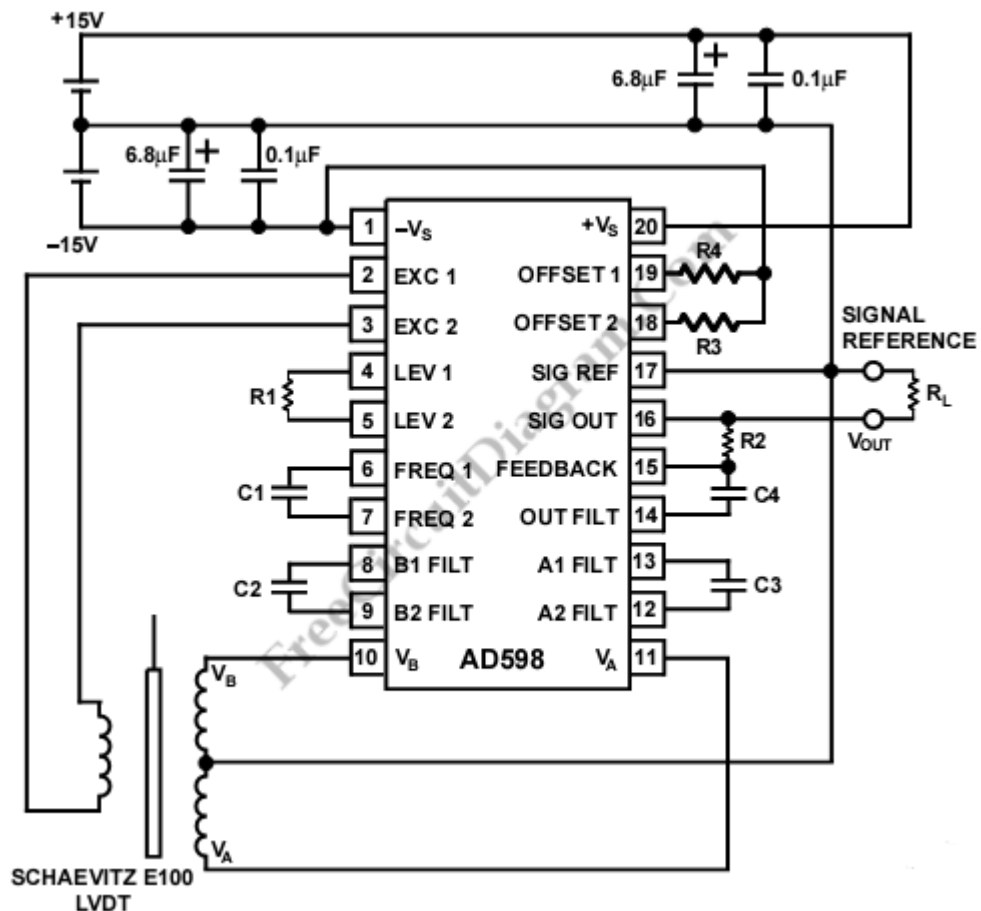 +15V
6.8µF
+
0.1µF
6.8µF
+
0.1µF
–15V
1 –VS
+VS 20
2 EXC 1
OFFSET 1 19
R4
3 EXC 2
OFFSET 2 18
R3
SIGNAL
REFERENCE
4 LEV 1
SIG REF 17
R1
RL
5 LEV 2
SIG OUT 16
R2
VOUT
6 FREQ 1
FEEDBACK 15
C1
C4
7 FREQ 2
OUT FILT 14
8 B1 FILT
A1 FILT 13
C2
C3
9 B2 FILT
A2 FILT 12
10 VB
AD598
VA 11
VB
VA
SCHAEVITZ E100
LVDT
FreeCircuitDiagram.Com